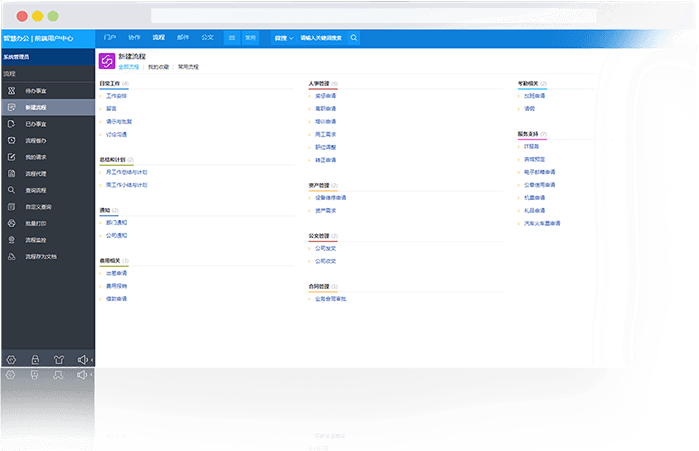 智慧办公 | 前端用户中心
门户 协作 流程 邮件 公文 常用 微搜 请输入关键词搜索
系统管理员
流程
待办事宜
新建流程
已办事宜
流程督办
我的请求
流程代理
查询流程
自定义查询
批量打印
流程监控
流程存为文档
新建流程
全部流程 | 我的收藏 | 常用流程
日常工作 (4)
工作安排
留言
请示与批复
讨论沟通
总结和计划 (2)
月工作总结与计划
周工作小结与计划
通知 (2)
部门通知
公司通知
费用相关 (3)
出差申请
费用报销
借款申请
人事管理 (6)
奖惩申请
离职申请
培训申请
用工需求
职位调整
转正申请
资产管理 (2)
设备维修申请
资产需求
公文管理 (2)
公司发文
公司收文
合同管理 (1)
业务合同审批
考勤相关 (2)
加班申请
请假
服务支持 (7)
IT服务
宾馆预定
电子邮箱申请
公章借用申请
机票申请
礼品申请
汽车火车票申请